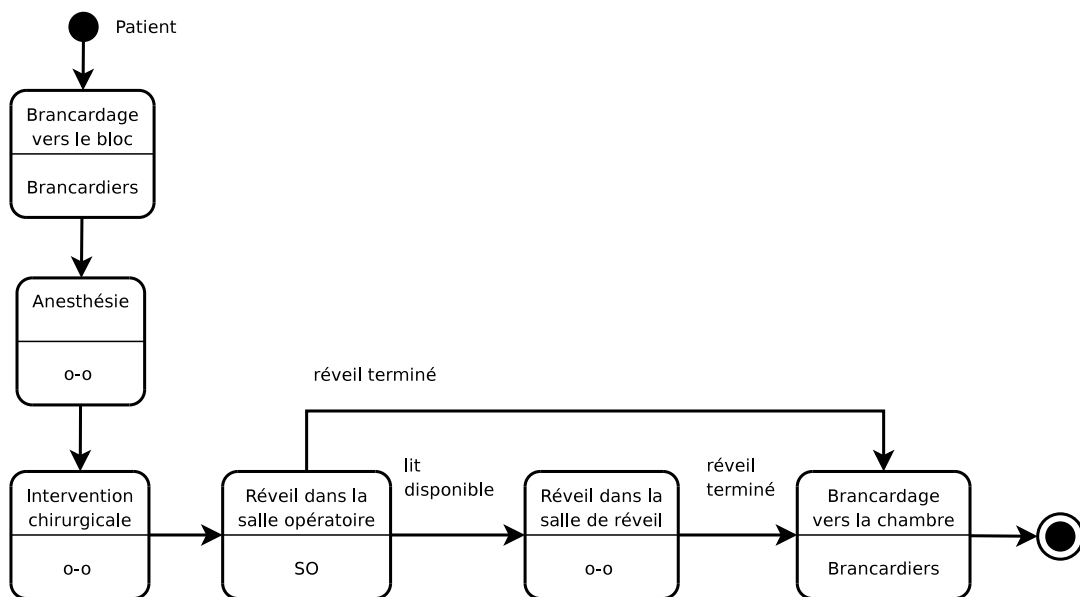 Patient
Brancardage
vers le bloc
Brancardiers
Anesthésie
o-o
réveil terminé
Intervention
chirurgicale
o-o
Réveil dans la
salle opératoire
SO
lit
disponible
Réveil dans la
salle de réveil
o-o
réveil
terminé
Brancardage
vers la chambre
Brancardiers